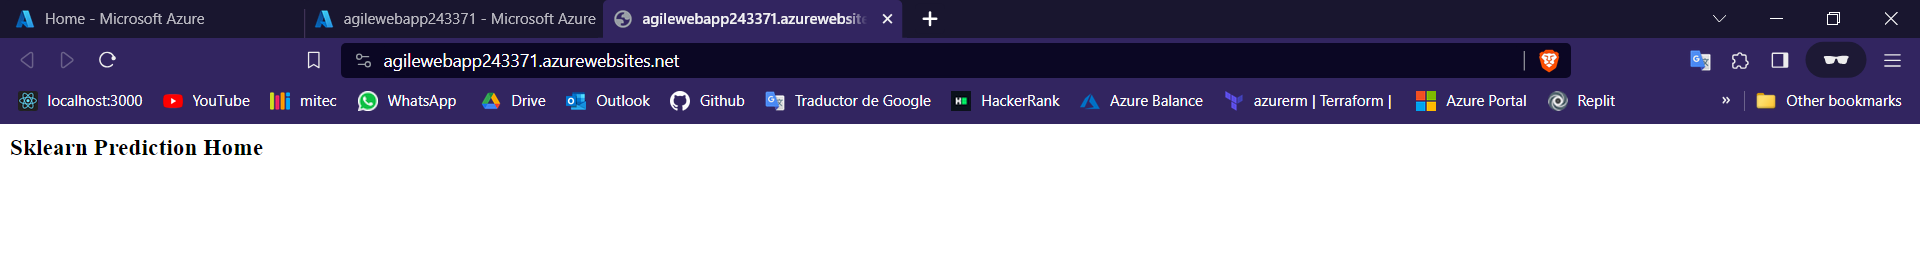 Home - Microsoft Azure
agilewebapp243371 - Microsoft Azure
agilewebapp243371.azurewebsite
agilewebapp243371.azurewebsites.net
localhost:3000 YouTube mitec WhatsApp Drive Outlook Github Traductor de Google HackerRank Azure Balance azurerm | Terraform | Azure Portal Replit » Other bookmarks
Sklearn Prediction Home